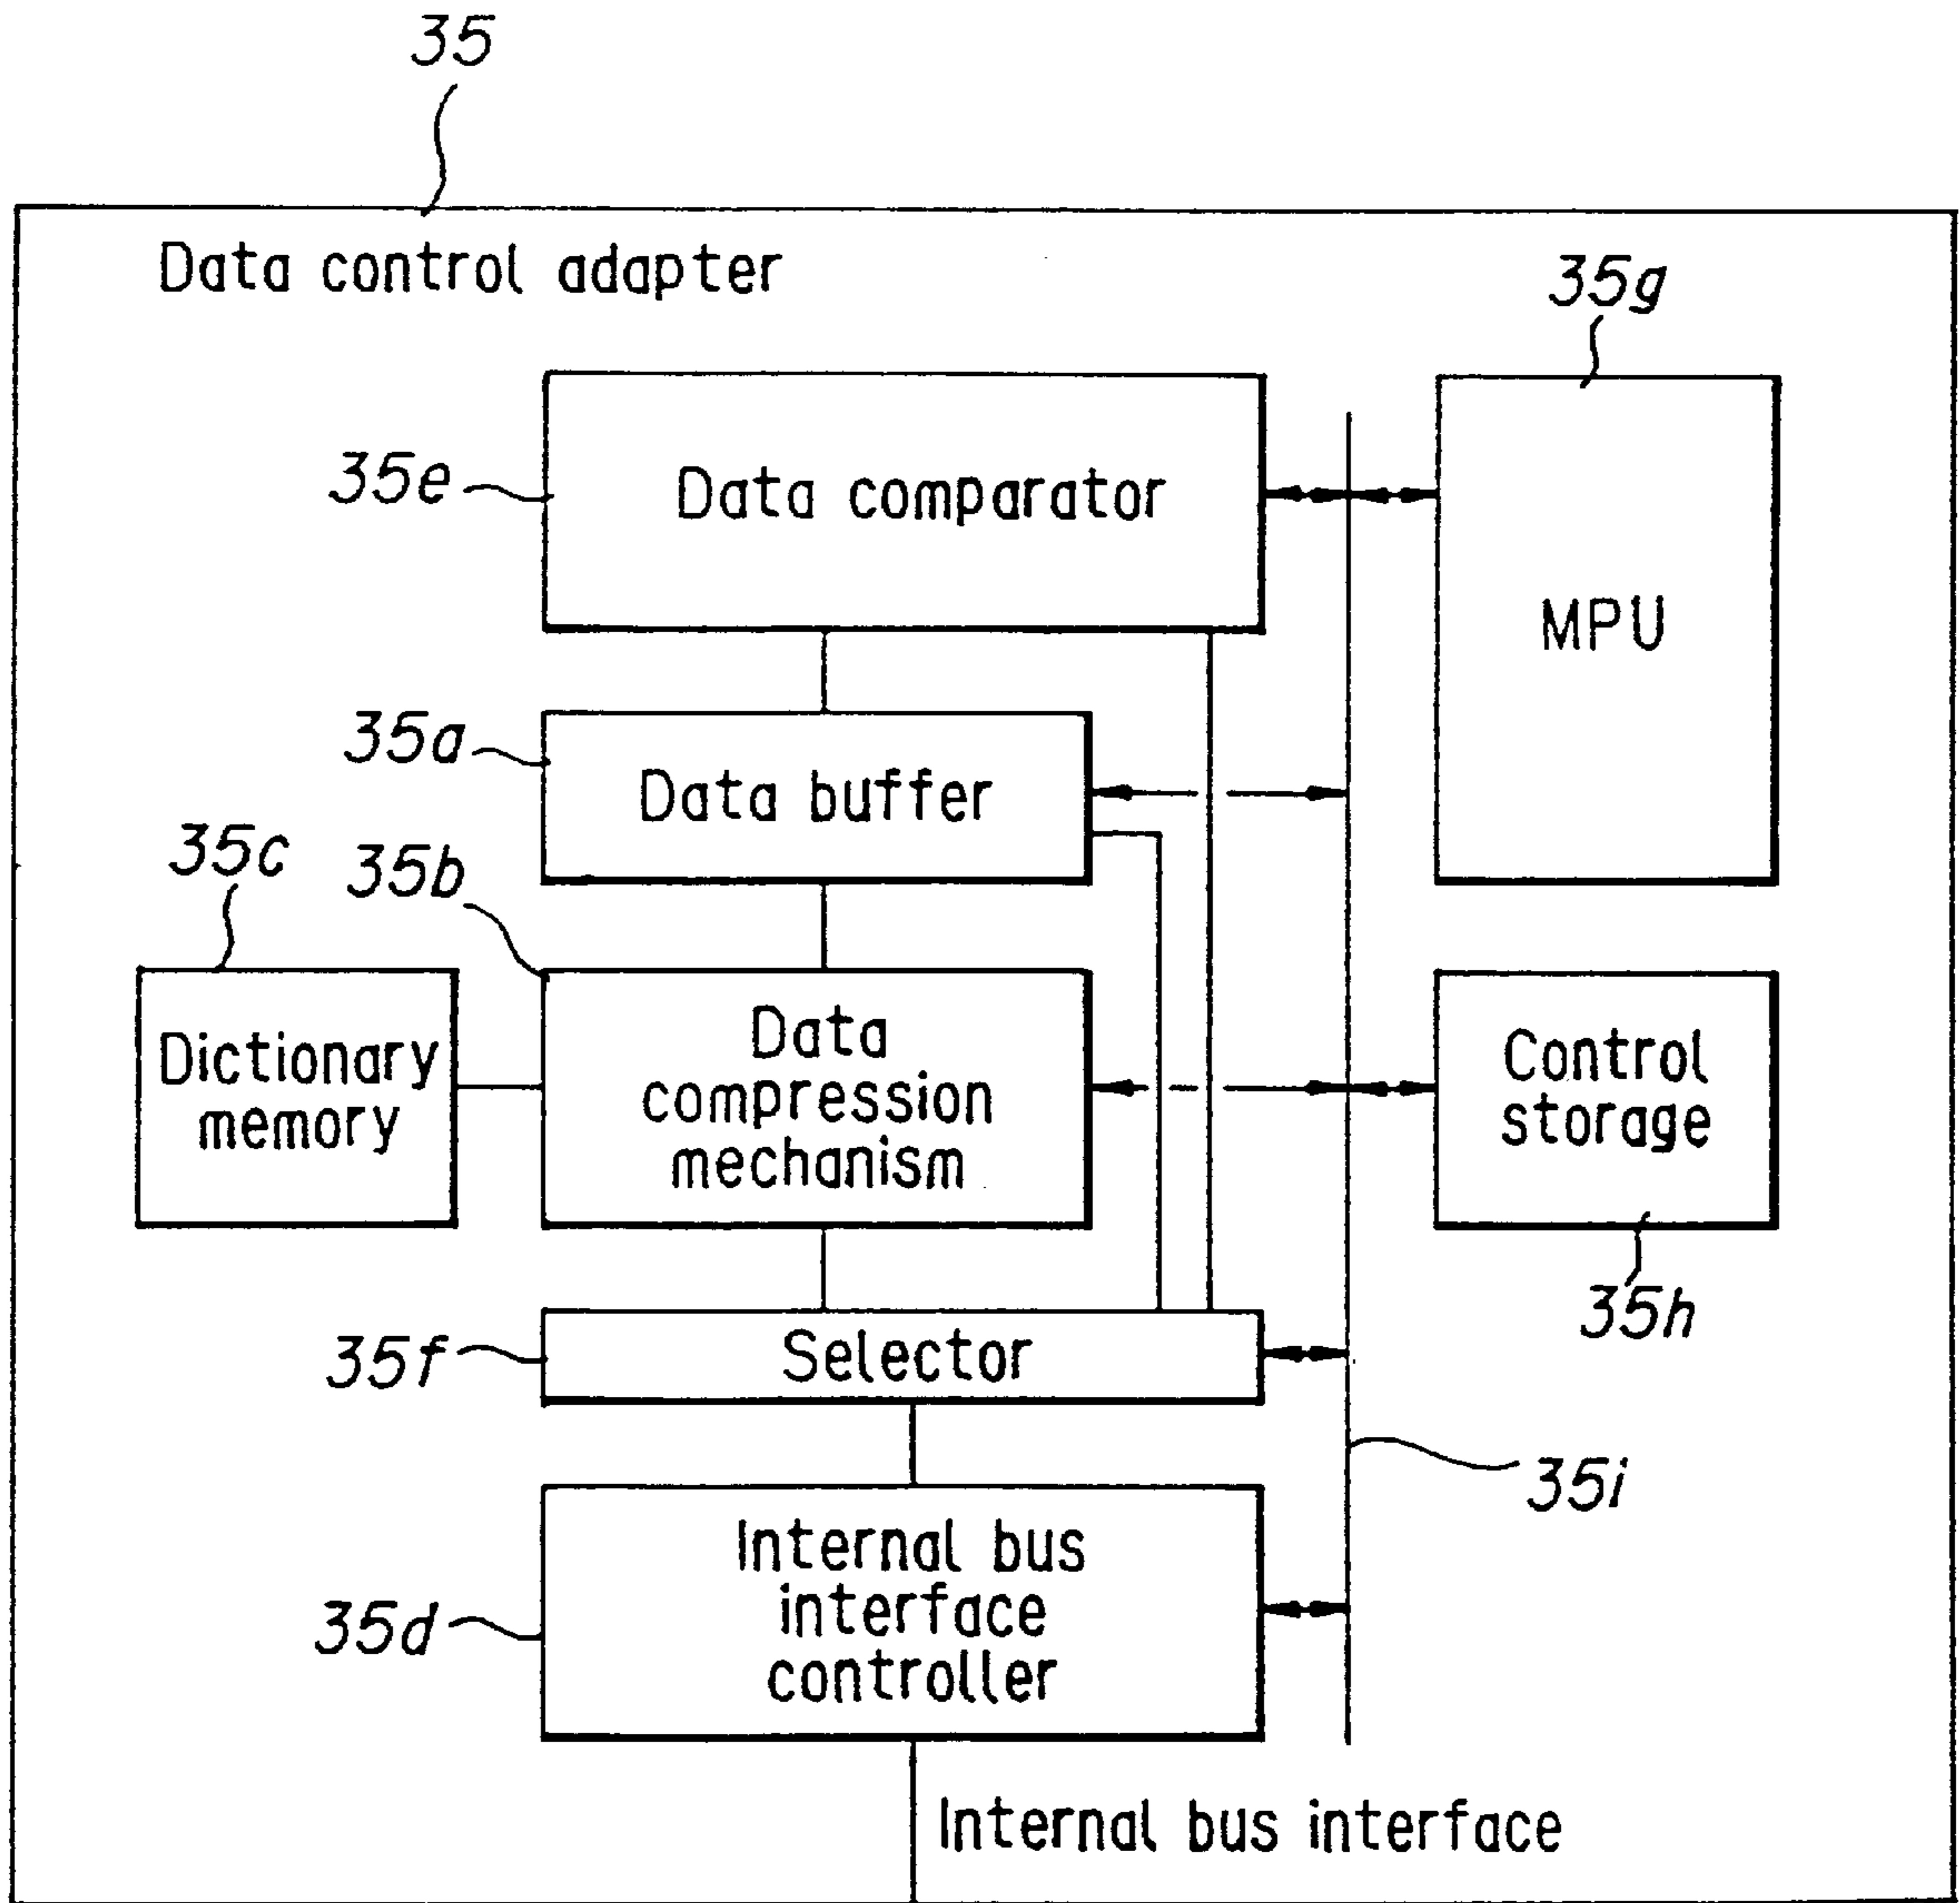 35
Data control adapter
35g
35e
Data comparator
MPU
35a
Data buffer
35c
35b
Dictionary
memory
Data
compression
mechanism
Control
storage
35h
35f
Selector
35i
Internal bus
interface
controller
35d
Internal bus interface